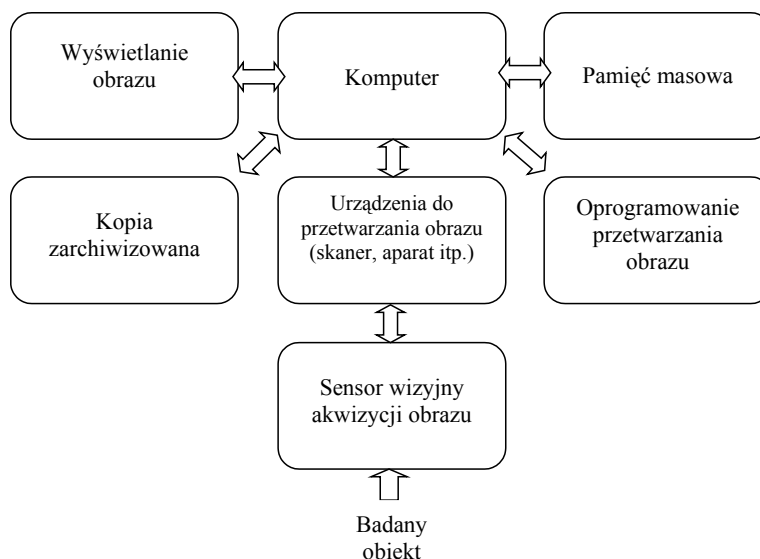 Wyświetlanie
obrazu
Komputer
Pamięć masowa
Kopia
zarchiwizowana
Urządzenia do
przetwarzania obrazu
(skaner, aparat itp.)
Oprogramowanie
przetwarzania
obrazu
Sensor wizyjny
akwizycji obrazu
Badany
obiekt